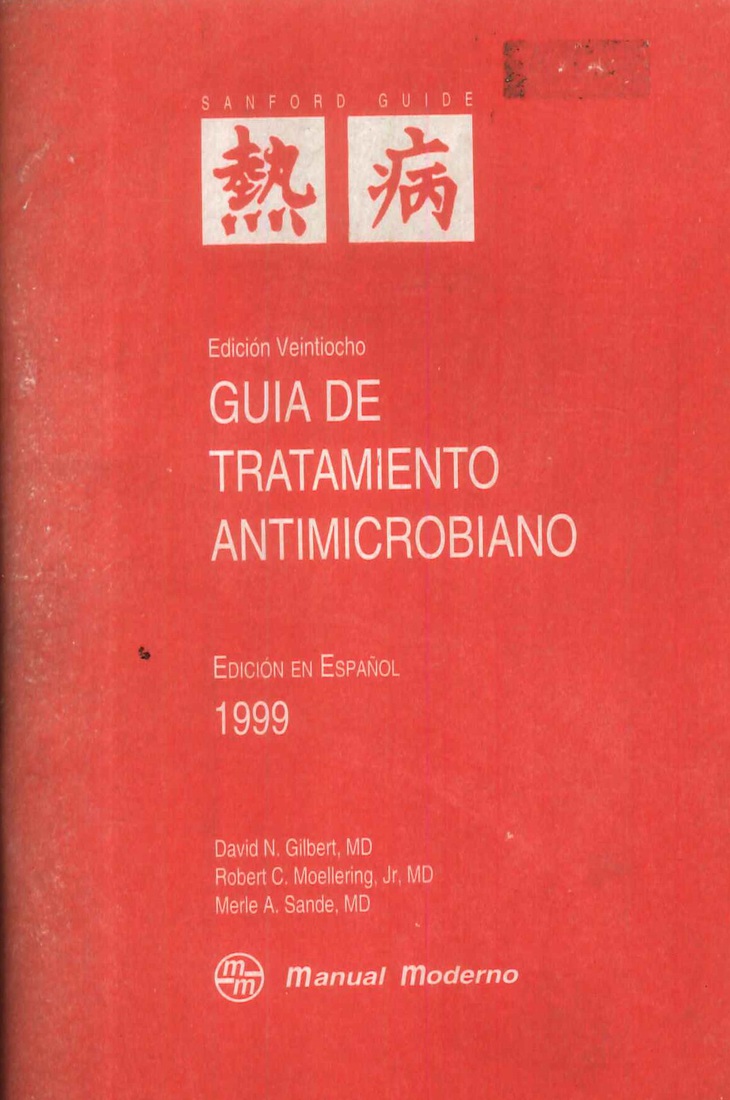 SANFORD GUIDE
熱 病
Edición Veintiocho
GUIA DE
TRATAMIENTO
ANTIMICROBIANO
EDICIÓN EN ESPAÑOL
1999
David N. Gilbert, MD
Robert C. Moellering, Jr, MD
Merle A. Sande, MD
mm manual moderno